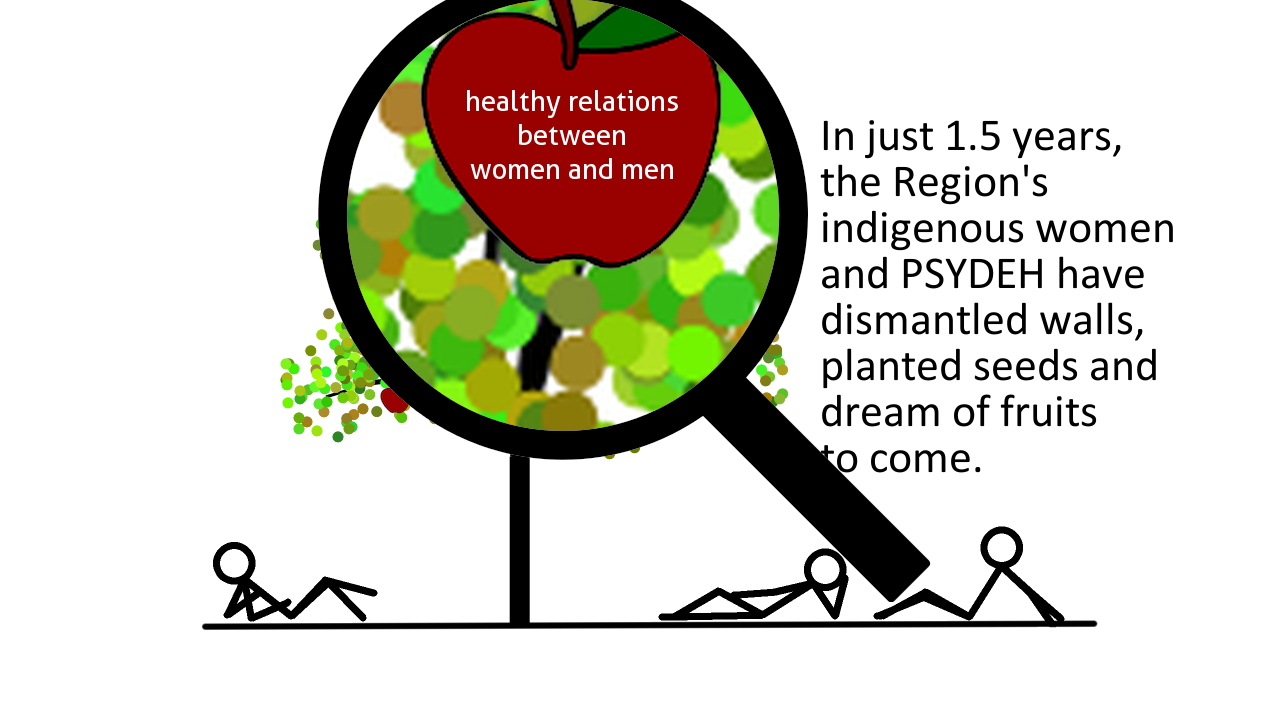 healthy relations
between
women and men
In just 1.5 years,
the Region's
indigenous women
and PSYDEH have
dismantled walls,
planted seeds and
dream of fruits
to come.